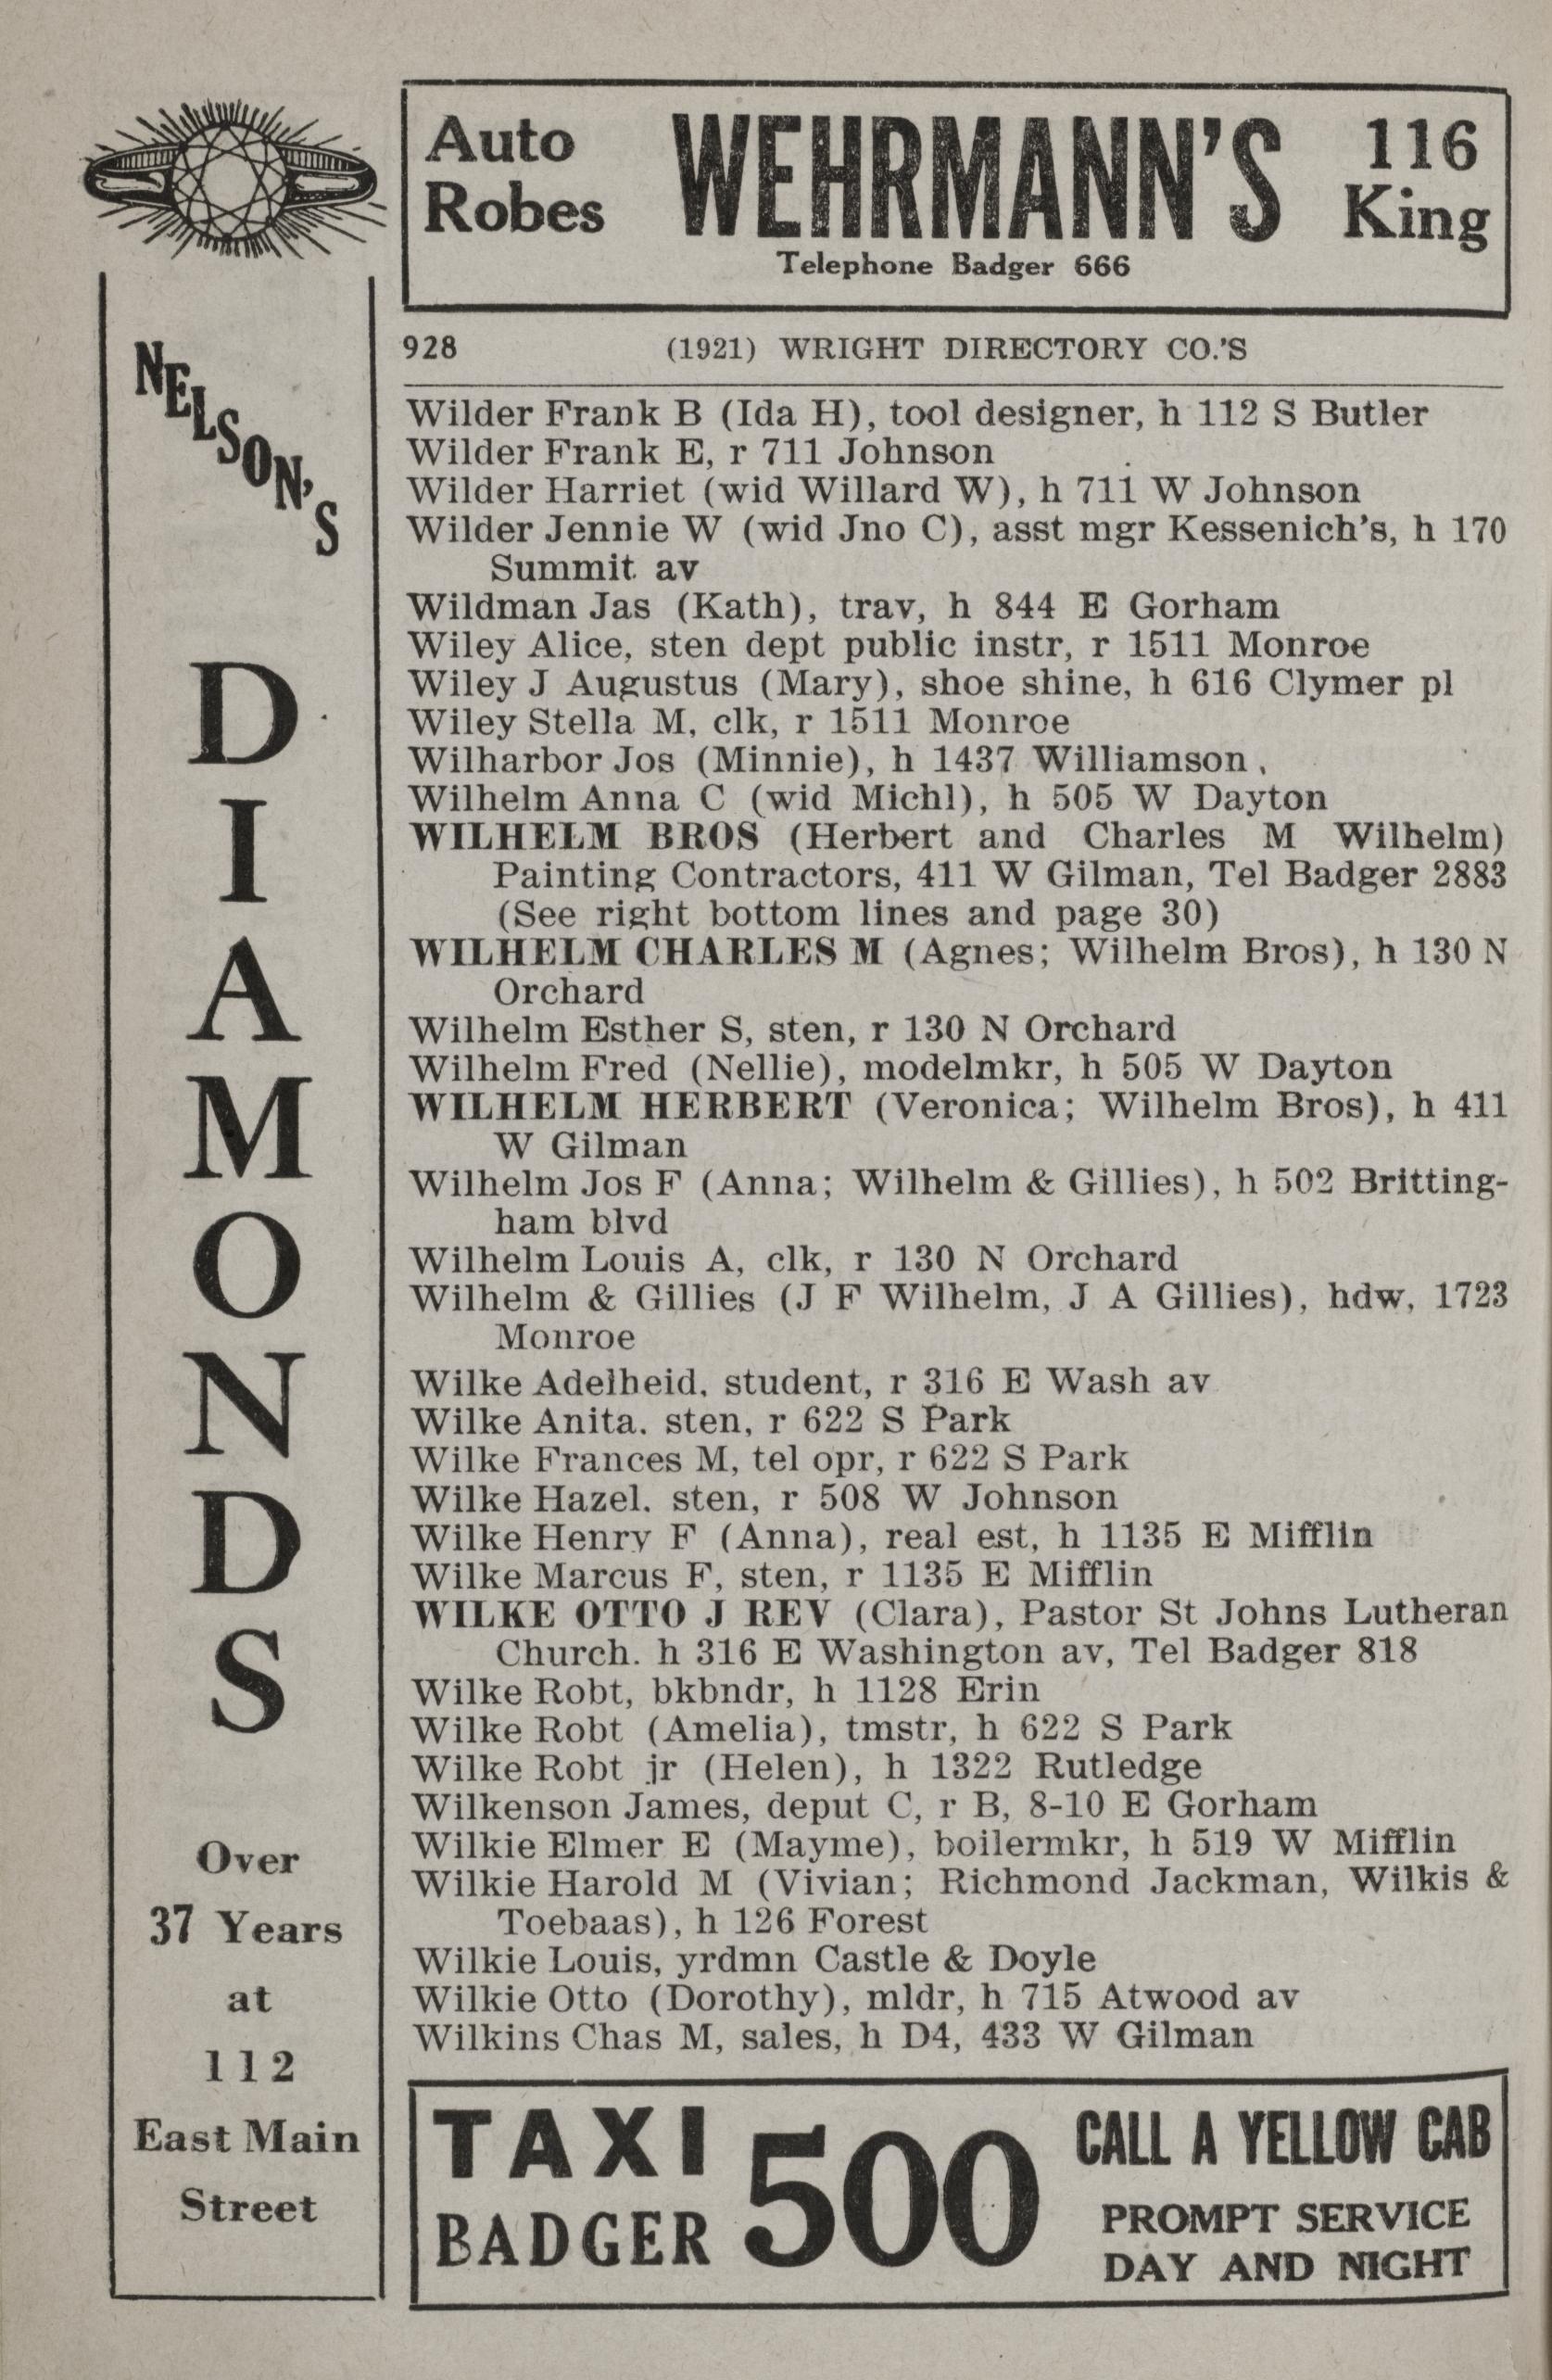 Auto
Robes
WEHRMANN'S
Telephone Badger 666
116
King
NELSON'S
DIAMONDS
Over
37 Years
at
112
East Main
Street
928 (1921) WRIGHT DIRECTORY CO.'S
Wilder Frank B (Ida H), tool designer, h 112 S Butler
Wilder Frank E, r 711 Johnson
Wilder Harriet (wid Willard W), h 711 W Johnson
Wilder Jennie W (wid Jno C), asst mgr Kessenich's, h 170
Summit av
Wildman Jas (Kath), trav, h 844 E Gorham
Wiley Alice, sten dept public instr, r 1511 Monroe
Wiley J Augustus (Mary), shoe shine, h 616 Clymer pl
Wiley Stella M, clk, r 1511 Monroe
Wilharbor Jos (Minnie), h 1437 Williamson
Wilhelm Anna C (wid Michl), h 505 W Dayton
WILHELM BROS (Herbert and Charles M Wilhelm)
Painting Contractors, 411 W Gilman, Tel Badger 2883
(See right bottom lines and page 30)
WILHELM CHARLES M (Agnes; Wilhelm Bros), h 130 N
Orchard
Wilhelm Esther S, sten, r 130 N Orchard
Wilhelm Fred (Nellie), modelmkr, h 505 W Dayton
WILHELM HERBERT (Veronica; Wilhelm Bros), h 411
W Gilman
Wilhelm Jos F (Anna; Wilhelm & Gillies), h 502 Britting-
ham blvd
Wilhelm Louis A, clk, r 130 N Orchard
Wilhelm & Gillies (J F Wilhelm, J A Gillies), hdw, 1723
Monroe
Wilke Adelheid, student, r 316 E Wash av
Wilke Anita, sten, r 622 S Park
Wilke Frances M, tel opr, r 622 S Park
Wilke Hazel, sten, r 508 W Johnson
Wilke Henry F (Anna), real est, h 1135 E Mifflin
Wilke Marcus F, sten, r 1135 E Mifflin
WILKE OTTO J REV (Clara), Pastor St Johns Lutheran
Church, h 316 E Washington av, Tel Badger 818
Wilke Robt, bkbndr, h 1128 Erin
Wilke Robt (Amelia), tmstr, h 622 S Park
Wilke Robt jr (Helen), h 1322 Rutledge
Wilkenson James, deput C, r B, 8-10 E Gorham
Wilkie Elmer E (Mayme), boilermkr, h 519 W Mifflin
Wilkie Harold M (Vivian; Richmond Jackman, Wilkis &
Toebaas), h 126 Forest
Wilkie Louis, yrdmn Castle & Doyle
Wilkie Otto (Dorothy), mldr, h 715 Atwood av
Wilkins Chas M, sales, h D4, 433 W Gilman
TAXI
BADGER
500
CALL A YELLOW CAB
PROMPT SERVICE
DAY AND NIGHT